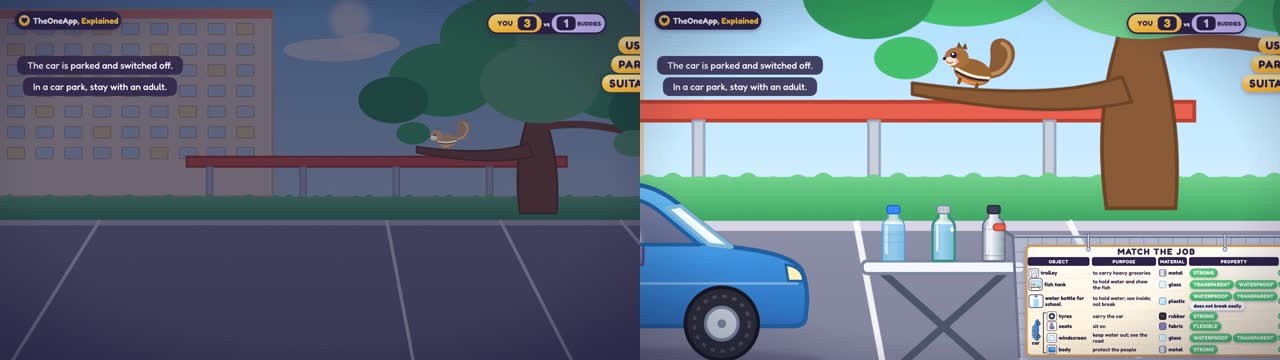 TheOneApp, Explained
YOU 3 vs 1 BUDDIES
The car is parked and switched off.
In a car park, stay with an adult.
US
PAR
SUITA
TheOneApp, Explained
YOU 3 vs 1 BUDDIES
The car is parked and switched off.
In a car park, stay with an adult.
US
PAR
SUITA
MATCH THE JOB
OBJECT PURPOSE MATERIAL PROPERTY
trolley to carry heavy groceries metal STRONG
fish tank to hold water and show the fish glass TRANSPARENT WATERPROOF
water bottle for school to hold water; see inside; not break plastic WATERPROOF TRANSPARENT does not break easily
car
tyres carry the car rubber STRONG
seats sit on fabric FLEXIBLE
windscreen keep water out; see the road glass WATERPROOF TRANSPARENT
body protect the people metal STRONG